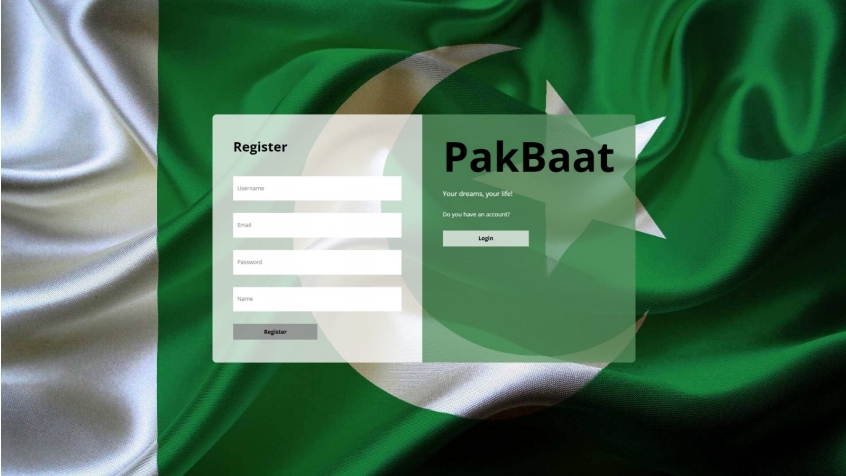 Register
Username
Email
Password
Name
Register
PakBaat
Your dreams, your life!
Do you have an account?
Login